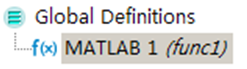 Global Definitions
f(x) MATLAB 1 (func1)